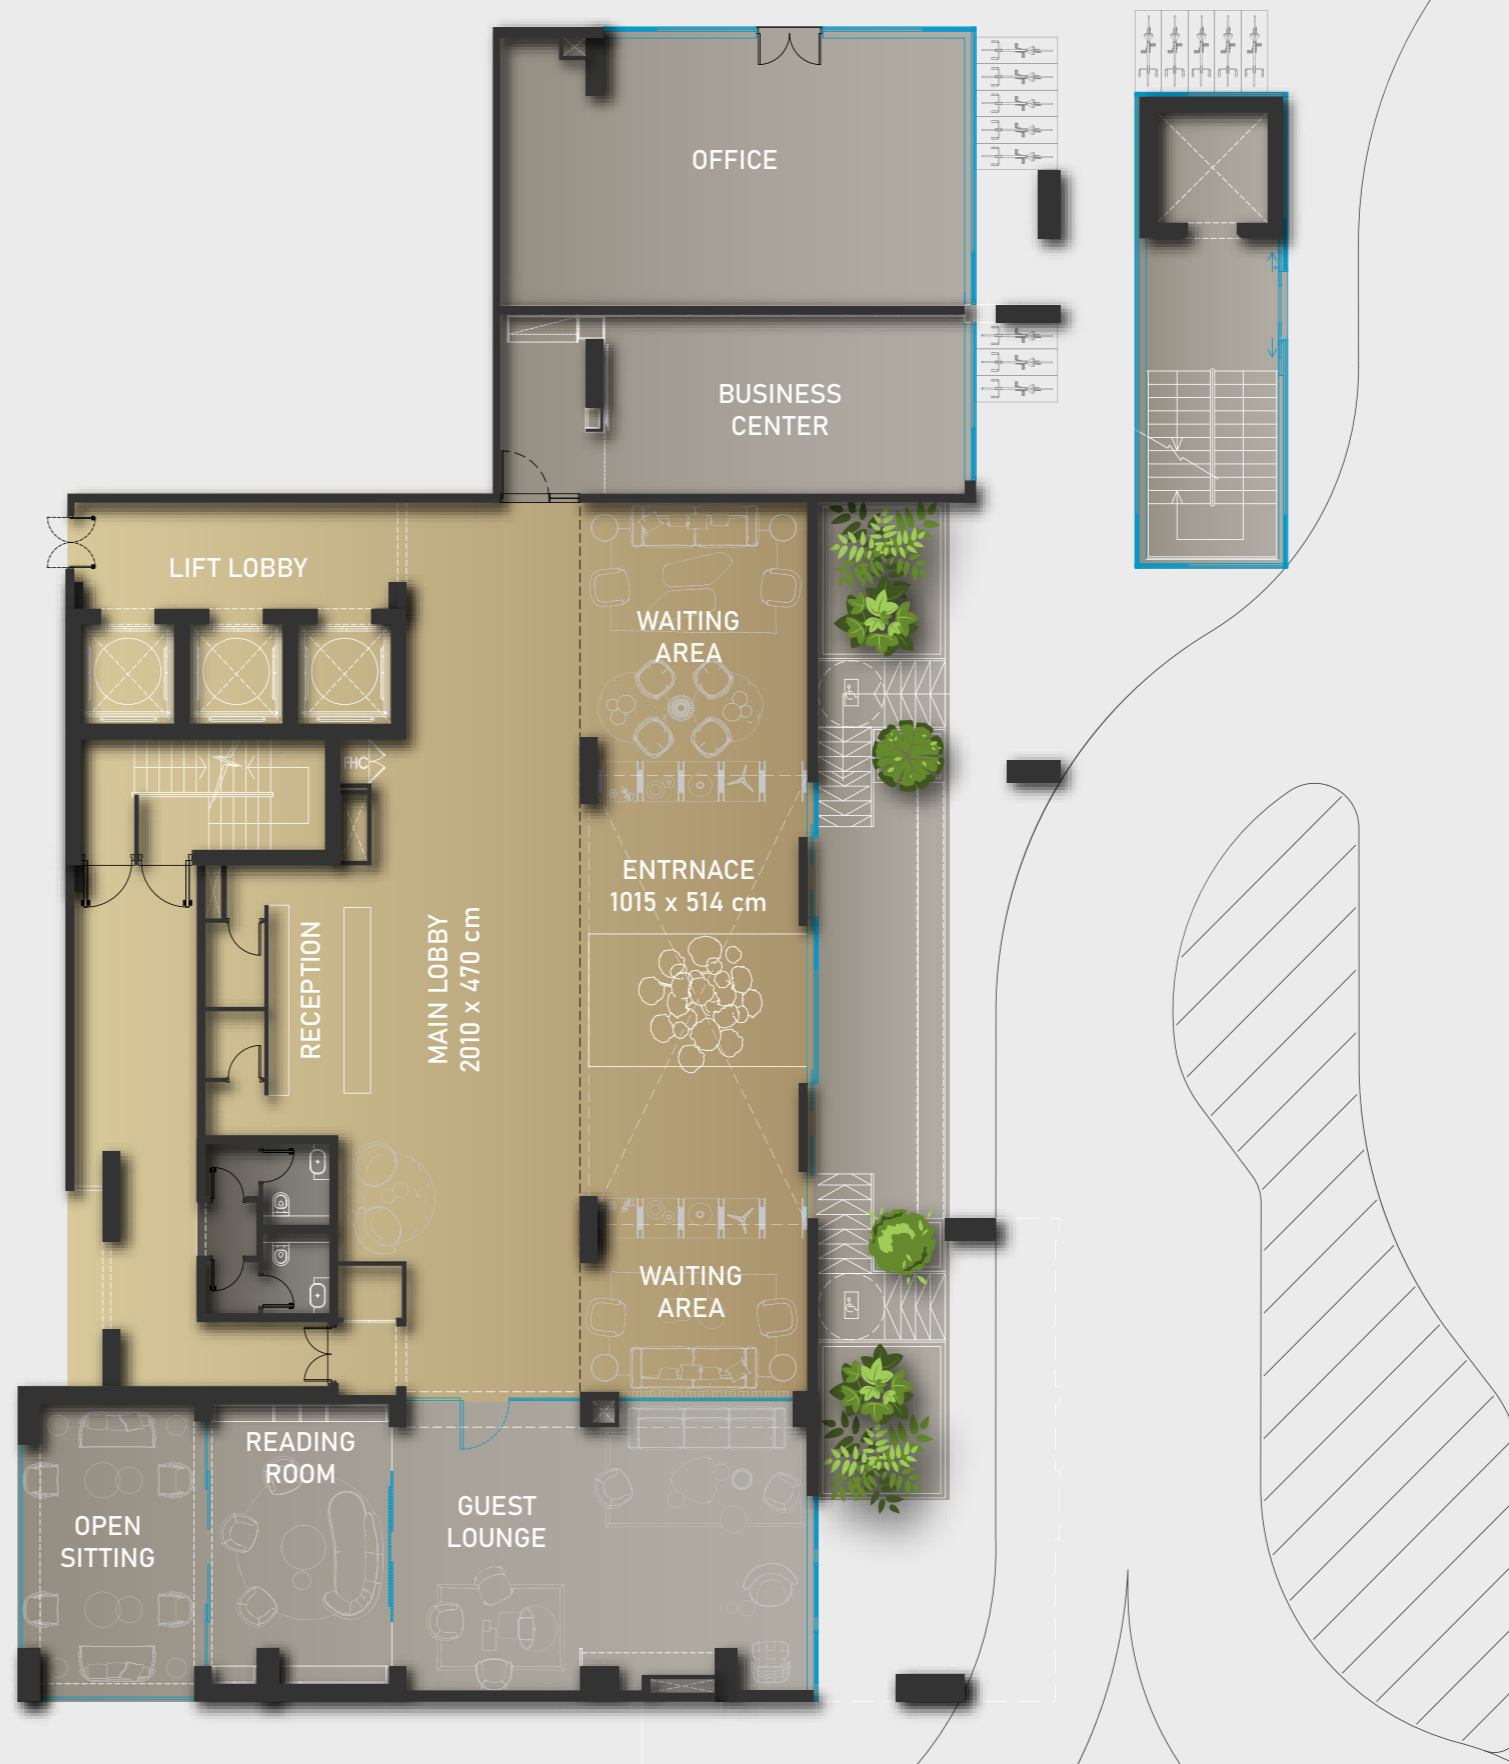 OFFICE
BUSINESS
CENTER
LIFT LOBBY
WAITING
AREA
FHC
ENTRNACE
1015 x 514 cm
RECEPTION
MAIN LOBBY
2010 x 470 cm
WAITING
AREA
READING
ROOM
GUEST
LOUNGE
OPEN
SITTING